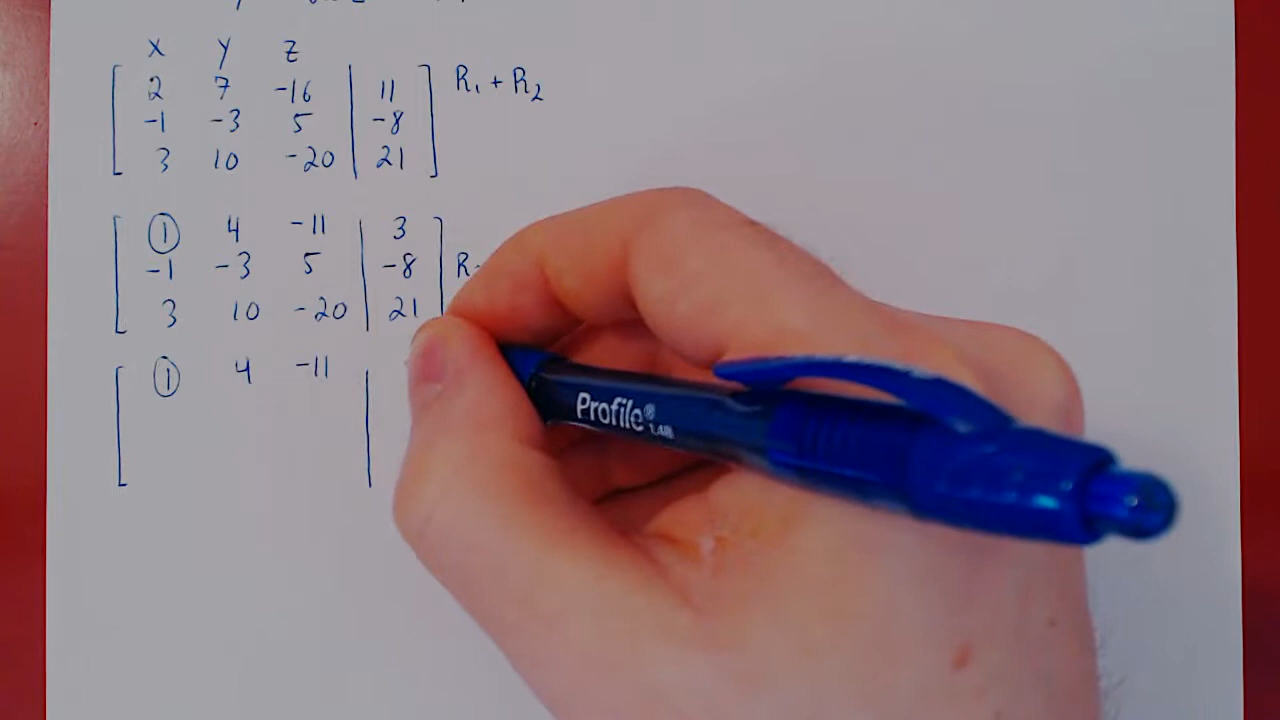 x y z
2 7 -16 | 11 R₁ + R₂
-1 -3 5 | -8
3 10 -20 | 21
1 4 -11 | 3
-1 -3 5 | -8
3 10 -20 | 21
1 4 -11
Profile®